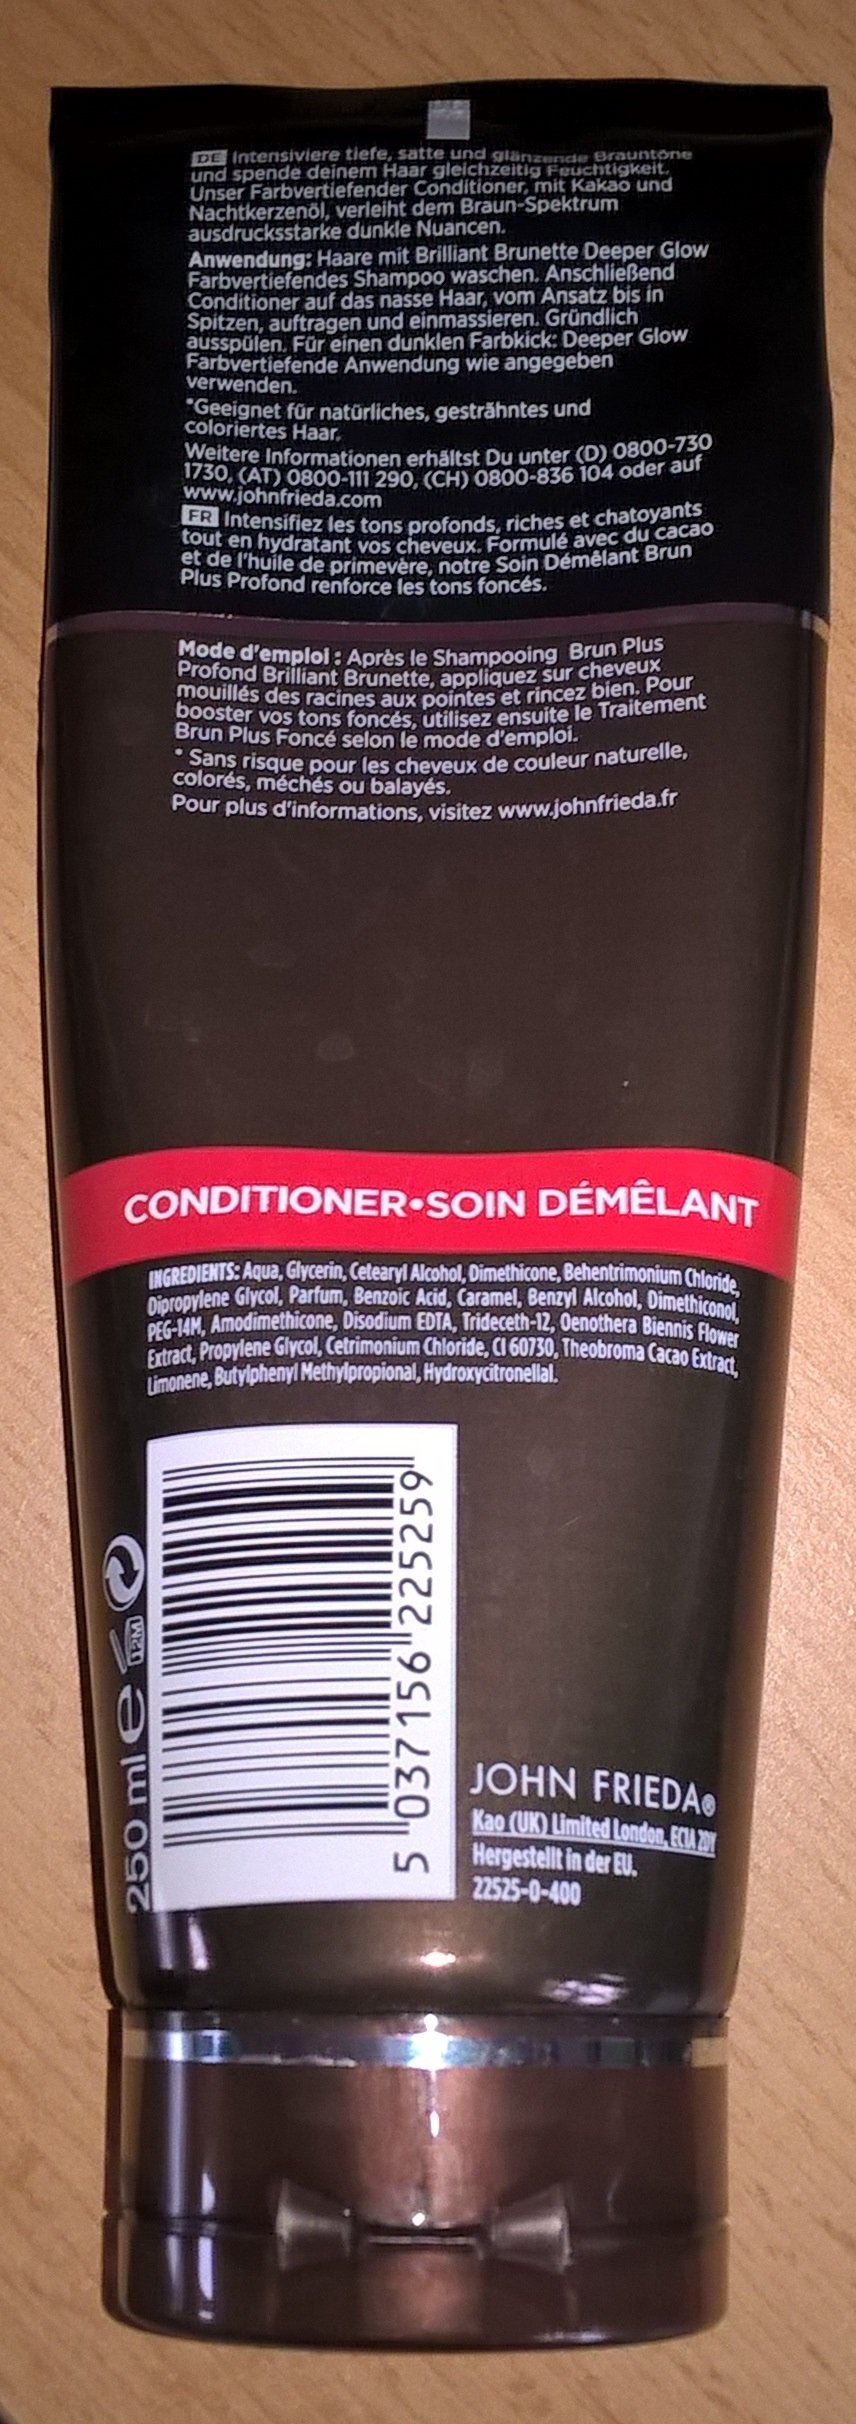 DE Intensiviere tiefe, satte und glänzende Brauntöne
und spende deinem Haar gleichzeitig Feuchtigkeit.
Unser Farbvertiefender Conditioner, mit Kakao und
Nachtkerzenöl, verleiht dem Braun-Spektrum
ausdrucksstarke dunkle Nuancen.
Anwendung: Haare mit Brilliant Brunette Deeper Glow
Farbvertiefendes Shampoo waschen. Anschließend
Conditioner auf das nasse Haar, vom Ansatz bis in
Spitzen, auftragen und einmassieren. Gründlich
ausspülen. Für einen dunklen Farbkick: Deeper Glow
Farbvertiefende Anwendung wie angegeben
verwenden.
*Geeignet für natürliches, gesträhntes und
coloriertes Haar.
Weitere Informationen erhältst Du unter (D) 0800-730
1730, (AT) 0800-111 290, (CH) 0800-836 104 oder auf
www.johnfrieda.com
FR Intensifiez les tons profonds, riches et chatoyants
tout en hydratant vos cheveux. Formulé avec du cacao
et de l'huile de primevère, notre Soin Démêlant Brun
Plus Profond renforce les tons foncés.
Mode d'emploi : Après le Shampooing Brun Plus
Profond Brilliant Brunette, appliquez sur cheveux
mouillés des racines aux pointes et rincez bien. Pour
booster vos tons foncés, utilisez ensuite le Traitement
Brun Plus Foncé selon le mode d'emploi.
* Sans risque pour les cheveux de couleur naturelle,
colorés, méchés ou balayés.
Pour plus d'informations, visitez www.johnfrieda.fr
CONDITIONER•SOIN DÉMÊLANT
INGREDIENTS: Aqua, Glycerin, Cetearyl Alcohol, Dimethicone, Behentrimonium Chloride,
Dipropylene Glycol, Parfum, Benzoic Acid, Caramel, Benzyl Alcohol, Dimethiconol,
PEG-14M, Amodimethicone, Disodium EDTA, Trideceth-12, Oenothera Biennis Flower
Extract, Propylene Glycol, Cetrimonium Chloride, CI 60730, Theobroma Cacao Extract,
Limonene, Butylphenyl Methylpropional, Hydroxycitronellal.
250 ml e 12M
5 037156 225259
JOHN FRIEDA®
Kao (UK) Limited London, EC1A 2DY
Hergestellt in der EU.
22525-0-400